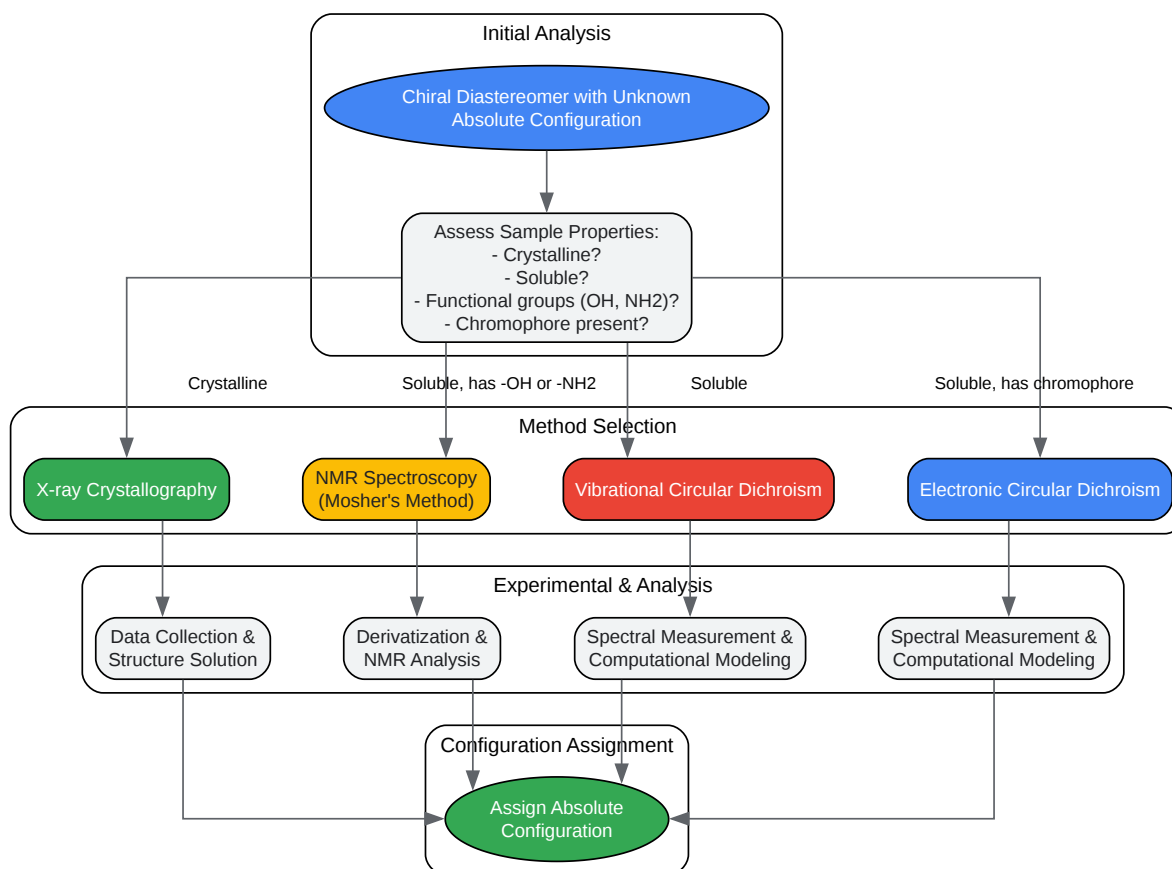 Initial Analysis
Chiral Diastereomer with Unknown
Absolute Configuration
Assess Sample Properties:
- Crystalline?
- Soluble?
- Functional groups (OH, NH2)?
- Chromophore present?
Crystalline
Soluble, has -OH or -NH2
Soluble
Soluble, has chromophore
Method Selection
X-ray Crystallography
NMR Spectroscopy
(Mosher's Method)
Vibrational Circular Dichroism
Electronic Circular Dichroism
Experimental & Analysis
Data Collection &
Structure Solution
Derivatization &
NMR Analysis
Spectral Measurement &
Computational Modeling
Spectral Measurement &
Computational Modeling
Configuration Assignment
Assign Absolute
Configuration